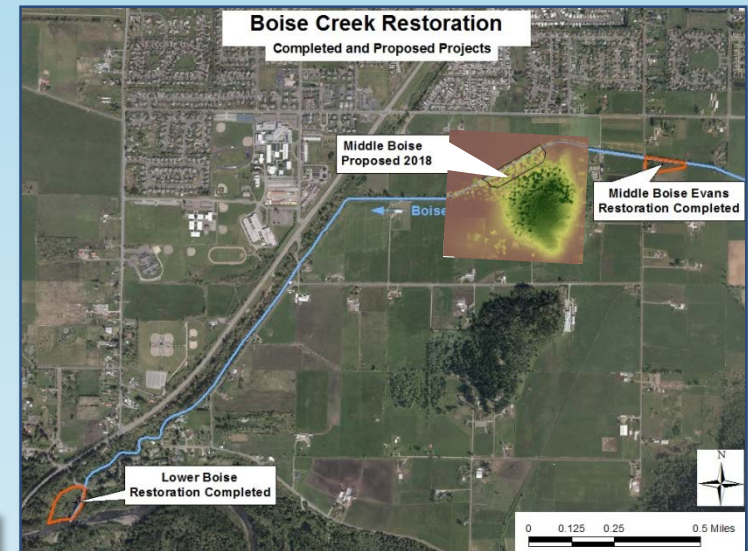 Boise Creek Restoration
Completed and Proposed Projects
Middle Boise
Proposed 2018
Middle Boise Evans
Restoration Completed
Boise
Lower Boise
Restoration Completed
N
0 0.125 0.25 0.5 Miles